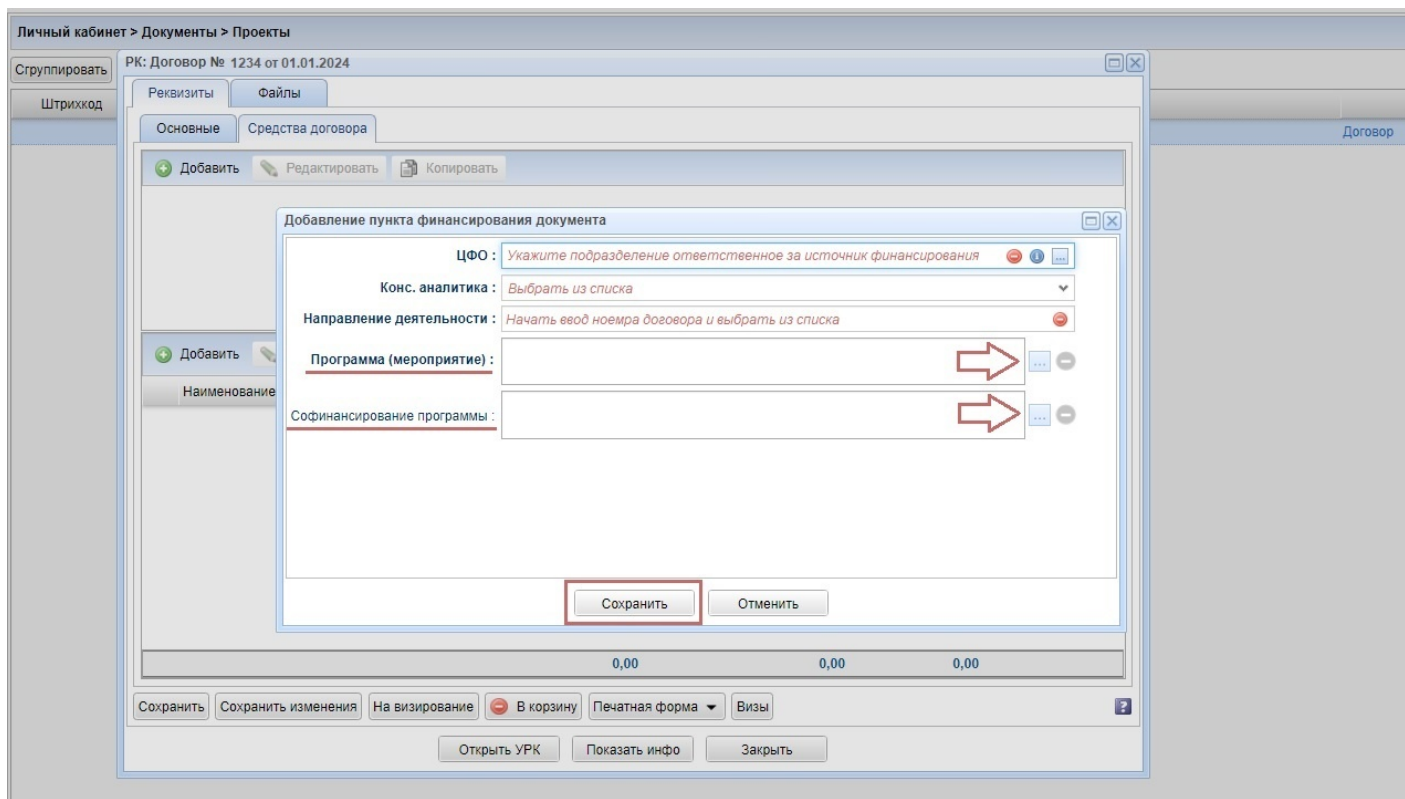 Личный кабинет > Документы > Проекты
Сгруппировать
РК: Договор № 1234 от 01.01.2024
Реквизиты Файлы
Штрихкод
Основные Средства договора
Договор
Добавить Редактировать Копировать
Добавление пункта финансирования документа
ЦФО : Укажите подразделение ответственное за источник финансирования ...
Конс. аналитика : Выбрать из списка
Направление деятельности : Начать ввод ноемра договора и выбрать из списка
Добавить
Программа (мероприятие) : ...
Наименование
Софинансирование программы : ...
Сохранить Отменить
0,00 0,00 0,00
Сохранить Сохранить изменения На визирование В корзину Печатная форма Визы ?
Открыть УРК Показать инфо Закрыть